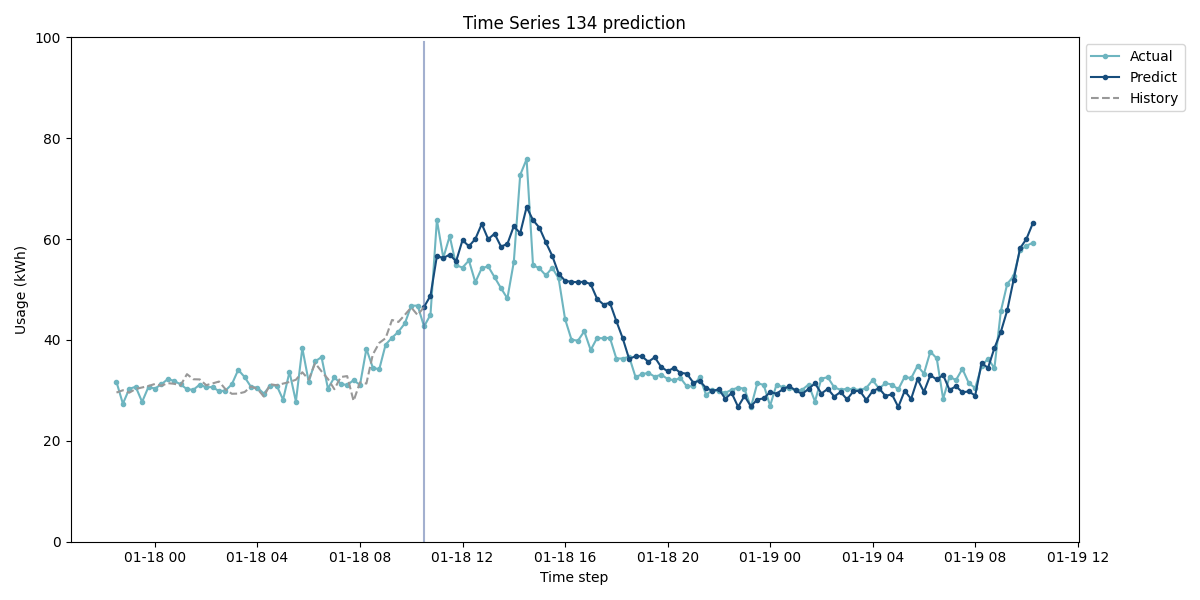 Time Series 134 prediction
100
80
60
40
20
0
Usage (kWh)
01-18 00
01-18 04
01-18 08
01-18 12
01-18 16
01-18 20
01-19 00
01-19 04
01-19 08
01-19 12
Time step
Actual
Predict
History